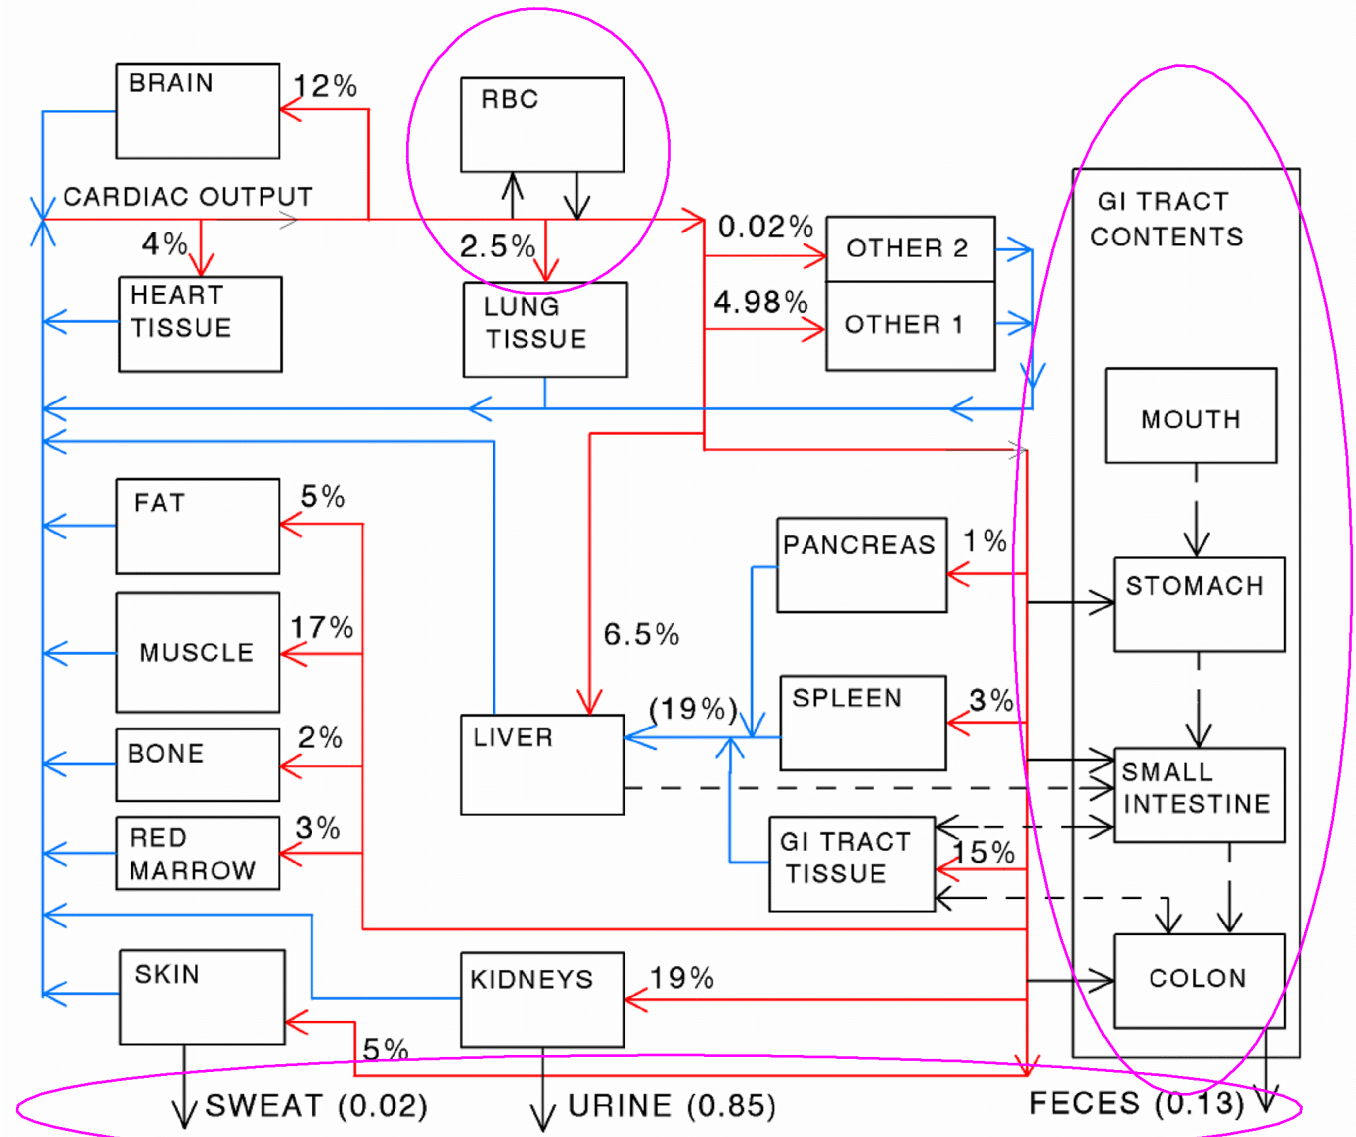 BRAIN
12%
RBC
CARDIAC OUTPUT
4%
2.5%
0.02%
OTHER 2
GI TRACT
CONTENTS
HEART
TISSUE
LUNG
TISSUE
4.98%
OTHER 1
MOUTH
FAT
5%
PANCREAS
1%
STOMACH
MUSCLE
17%
6.5%
SPLEEN
3%
(19%)
LIVER
BONE
2%
SMALL
INTESTINE
RED
MARROW
3%
GI TRACT
TISSUE
15%
SKIN
KIDNEYS
19%
COLON
5%
SWEAT (0.02)
URINE (0.85)
FECES (0.13)